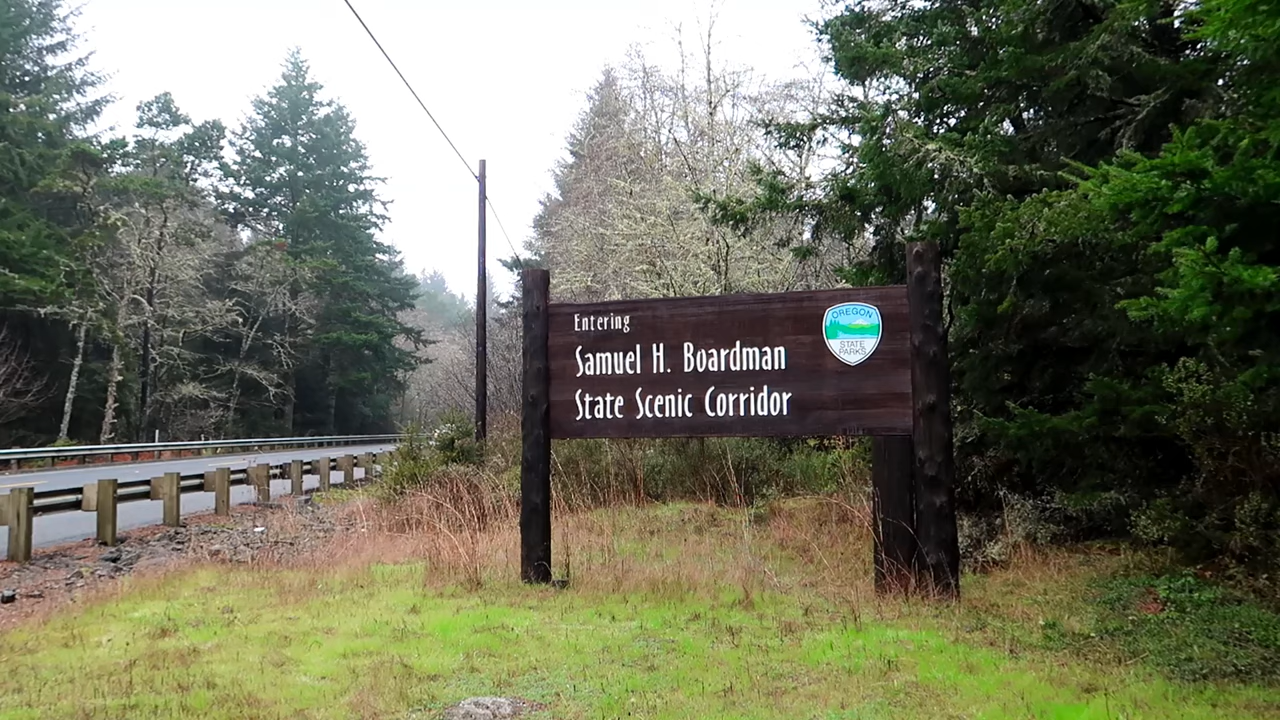 Entering
Samuel H. Boardman
State Scenic Corridor
OREGON
STATE
PARKS